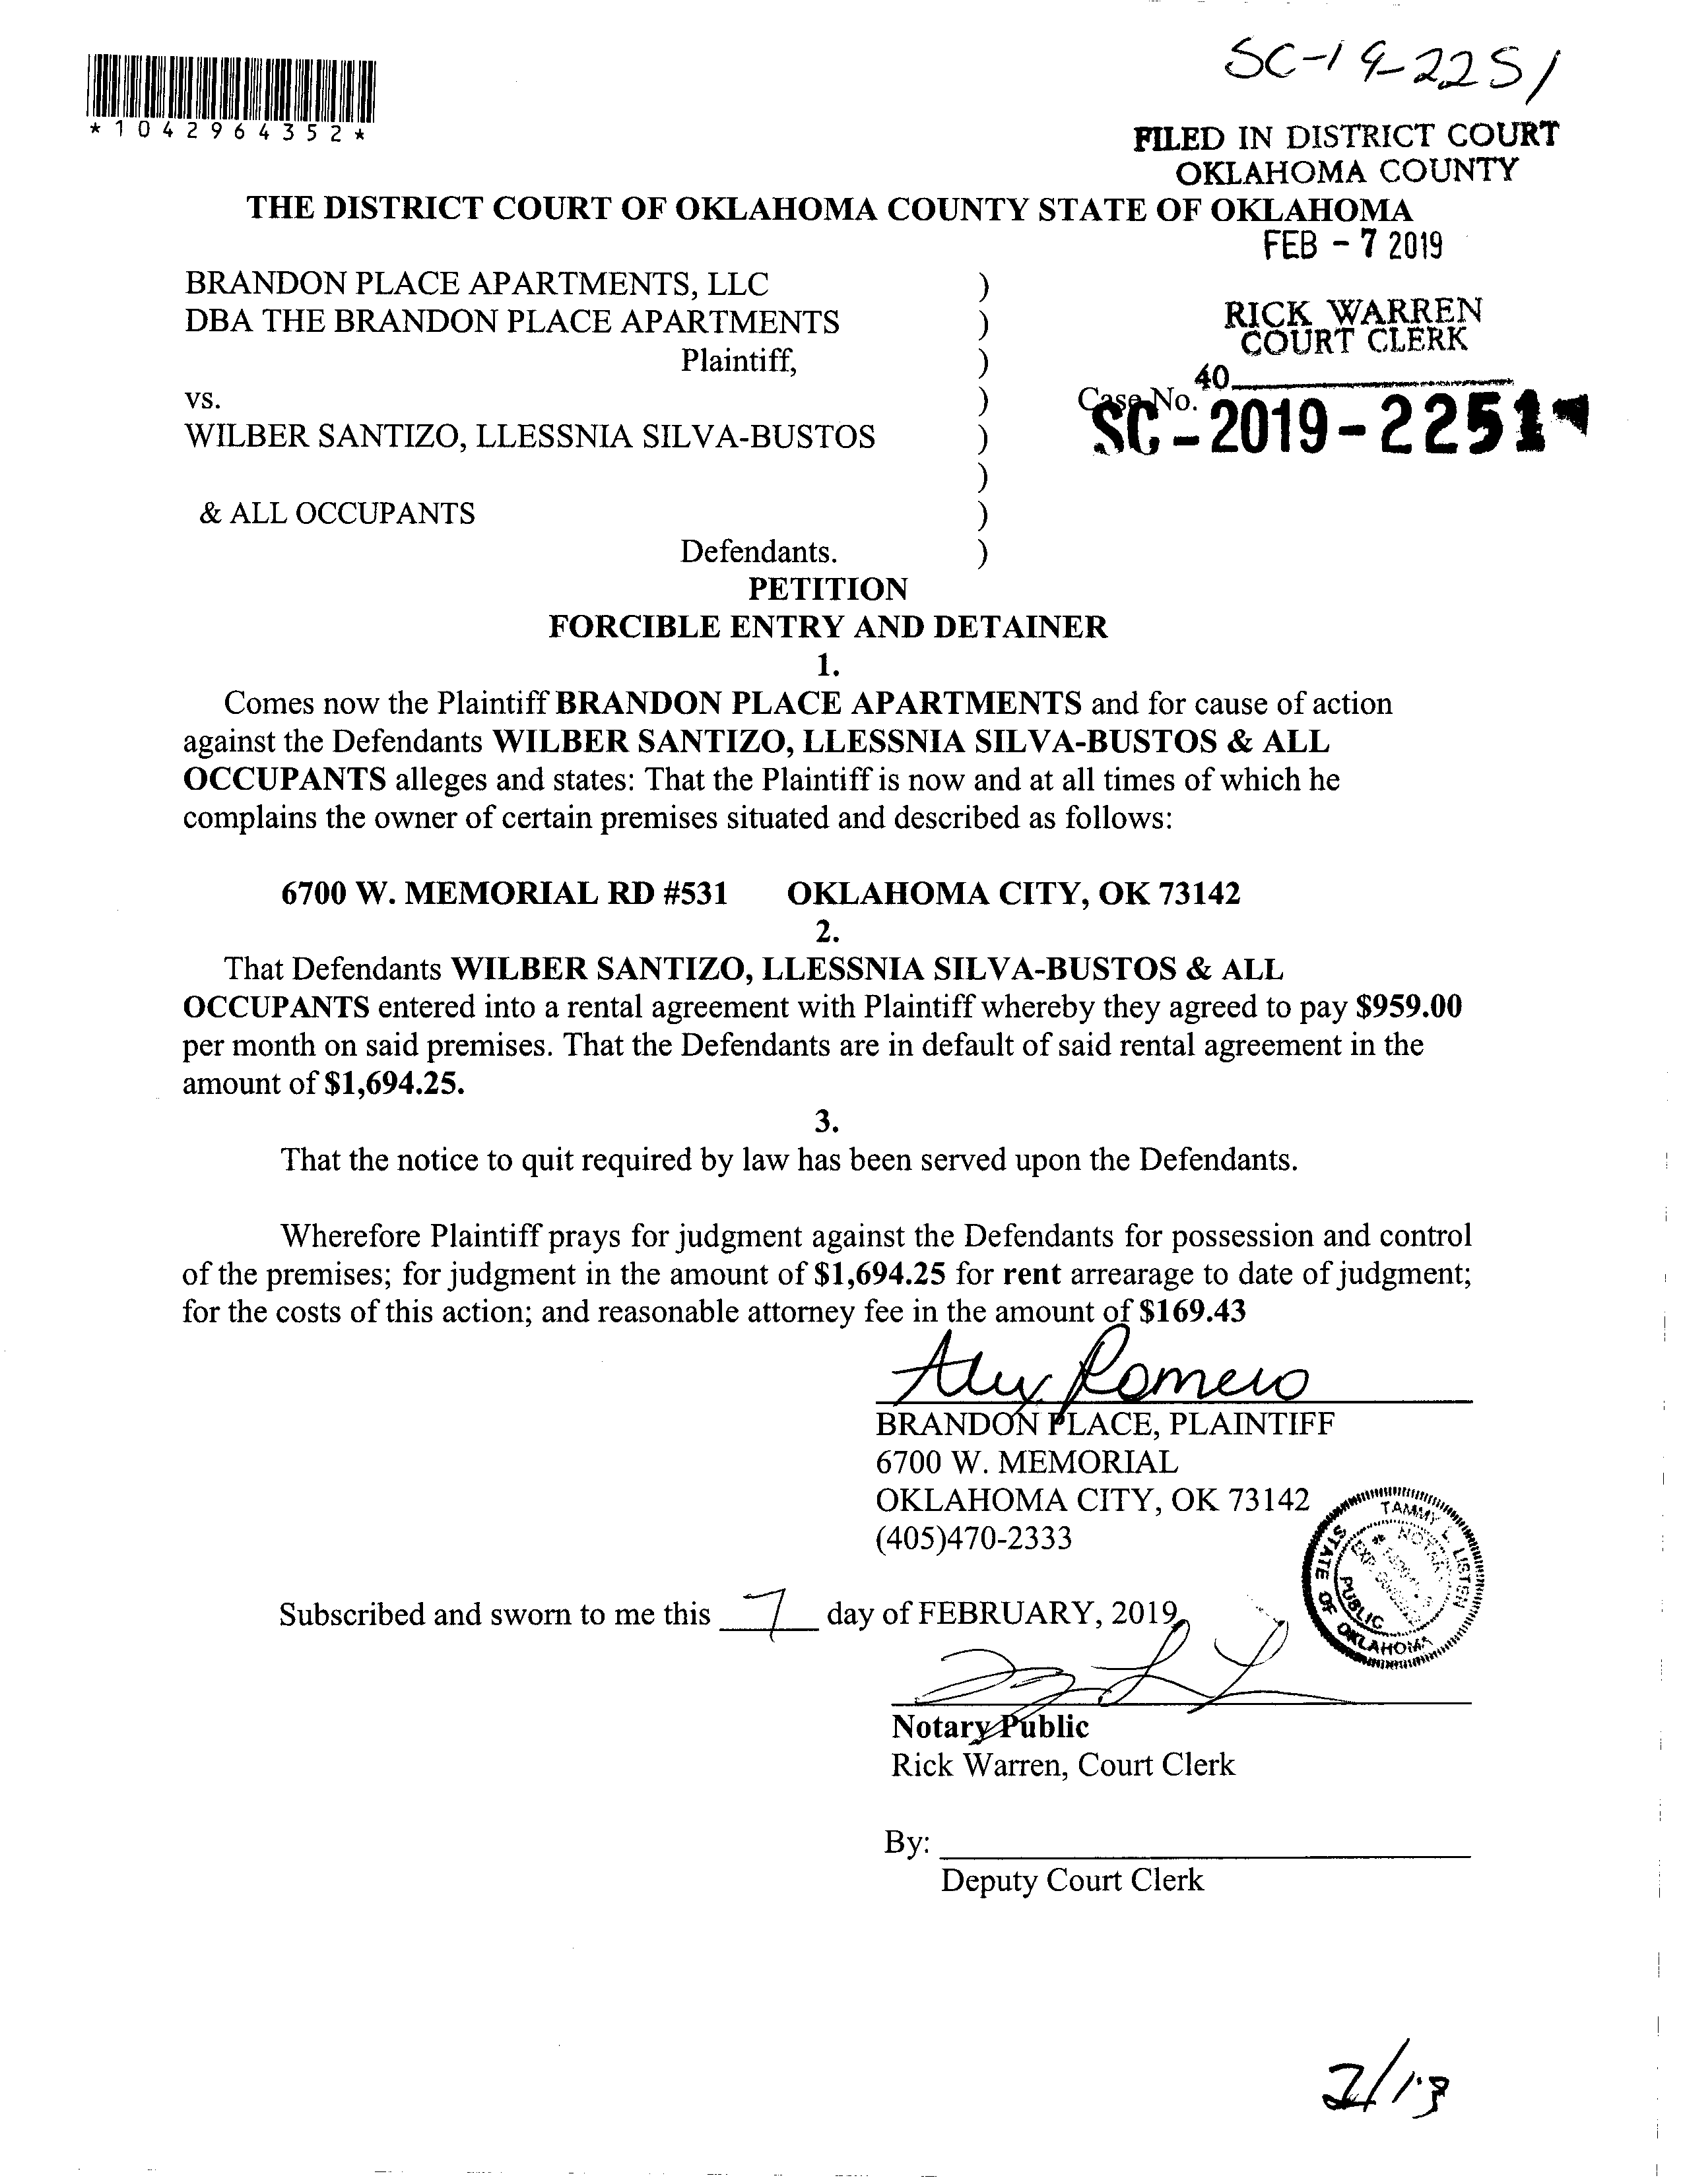 SC-19-2251
*1042964352*
FILED IN DISTRICT COURT
OKLAHOMA COUNTY
THE DISTRICT COURT OF OKLAHOMA COUNTY STATE OF OKLAHOMA
FEB - 7 2019
BRANDON PLACE APARTMENTS, LLC )
DBA THE BRANDON PLACE APARTMENTS )
RICK WARREN
COURT CLERK
Plaintiff, )
40
vs. ) Case No.
SC - 2019 - 2251
WILBER SANTIZO, LLESSNIA SILVA-BUSTOS )
)
& ALL OCCUPANTS )
Defendants. )
PETITION
FORCIBLE ENTRY AND DETAINER
1.
Comes now the Plaintiff BRANDON PLACE APARTMENTS and for cause of action
against the Defendants WILBER SANTIZO, LLESSNIA SILVA-BUSTOS & ALL
OCCUPANTS alleges and states: That the Plaintiff is now and at all times of which he
complains the owner of certain premises situated and described as follows:
6700 W. MEMORIAL RD #531 OKLAHOMA CITY, OK 73142
2.
That Defendants WILBER SANTIZO, LLESSNIA SILVA-BUSTOS & ALL
OCCUPANTS entered into a rental agreement with Plaintiff whereby they agreed to pay $959.00
per month on said premises. That the Defendants are in default of said rental agreement in the
amount of $1,694.25.
3.
That the notice to quit required by law has been served upon the Defendants.
Wherefore Plaintiff prays for judgment against the Defendants for possession and control
of the premises; for judgment in the amount of $1,694.25 for rent arrearage to date of judgment;
for the costs of this action; and reasonable attorney fee in the amount of $169.43
Alex Romero
BRANDON PLACE, PLAINTIFF
6700 W. MEMORIAL
OKLAHOMA CITY, OK 73142
(405)470-2333
TAMMY L LISTEN
STATE OF OKLAHOMA
NOTARY
PUBLIC
EXP
Subscribed and sworn to me this 7 day of FEBRUARY, 2019,
Notary Public
Rick Warren, Court Clerk
By:
Deputy Court Clerk
2/13